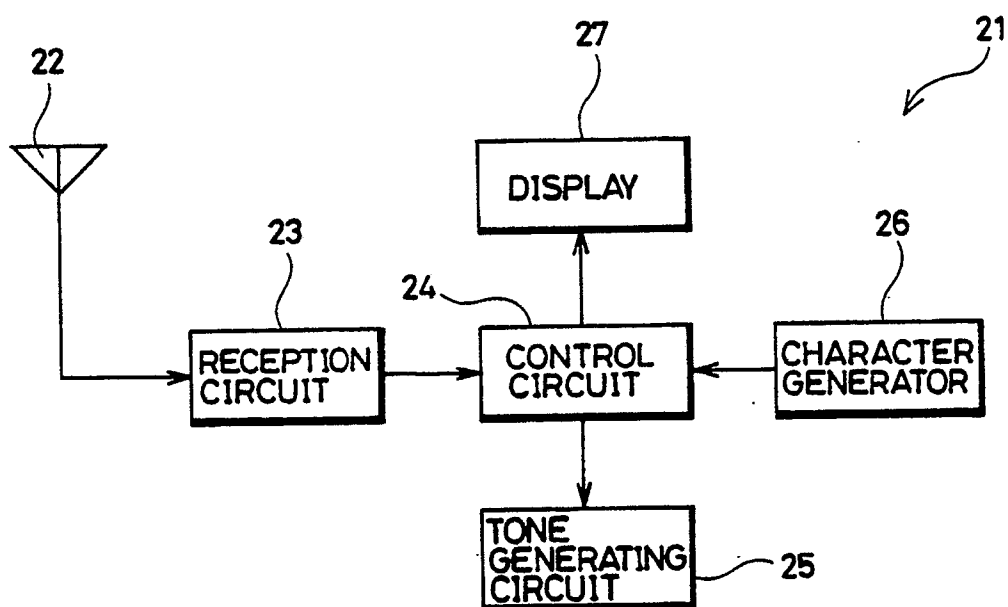 21
27
22
DISPLAY
26
23
24
RECEPTION
CIRCUIT
CONTROL
CIRCUIT
CHARACTER
GENERATOR
TONE
GENERATING
CIRCUIT
25